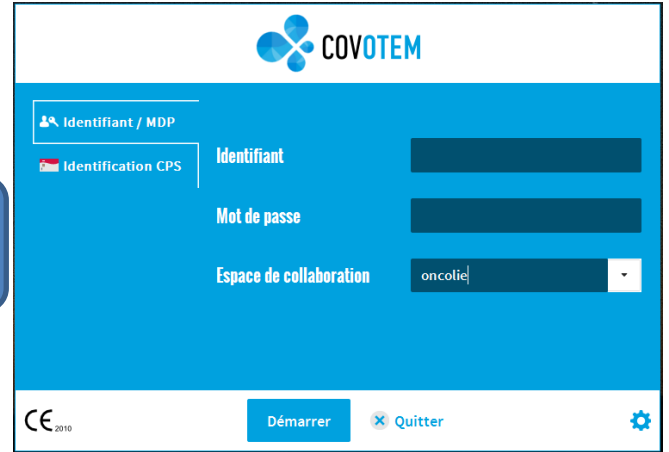 COVOTEM
Identifiant / MDP
Identification CPS
Identifiant
Mot de passe
Espace de collaboration
oncolie
CE 2010
Démarrer
Quitter